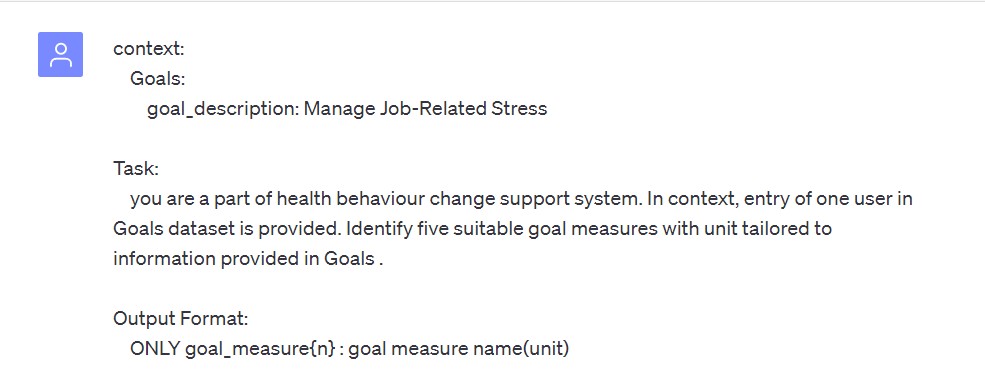 context:
Goals:
goal_description: Manage Job-Related Stress
Task:
you are a part of health behaviour change support system. In context, entry of one user in
Goals dataset is provided. Identify five suitable goal measures with unit tailored to
information provided in Goals .
Output Format:
ONLY goal_measure{n} : goal measure name(unit)